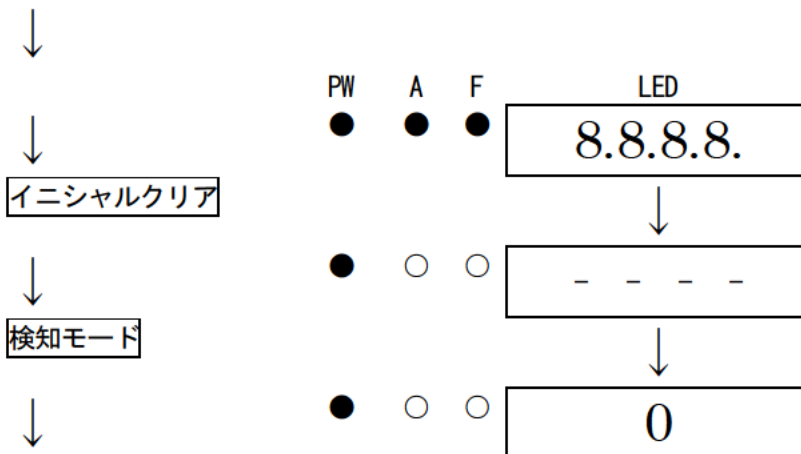 ↓
PW A F LED
↓ ● ● ● 8.8.8.8.
イニシャルクリア ↓
↓ ● ○ ○ - - - -
検知モード ↓
↓ ● ○ ○ 0